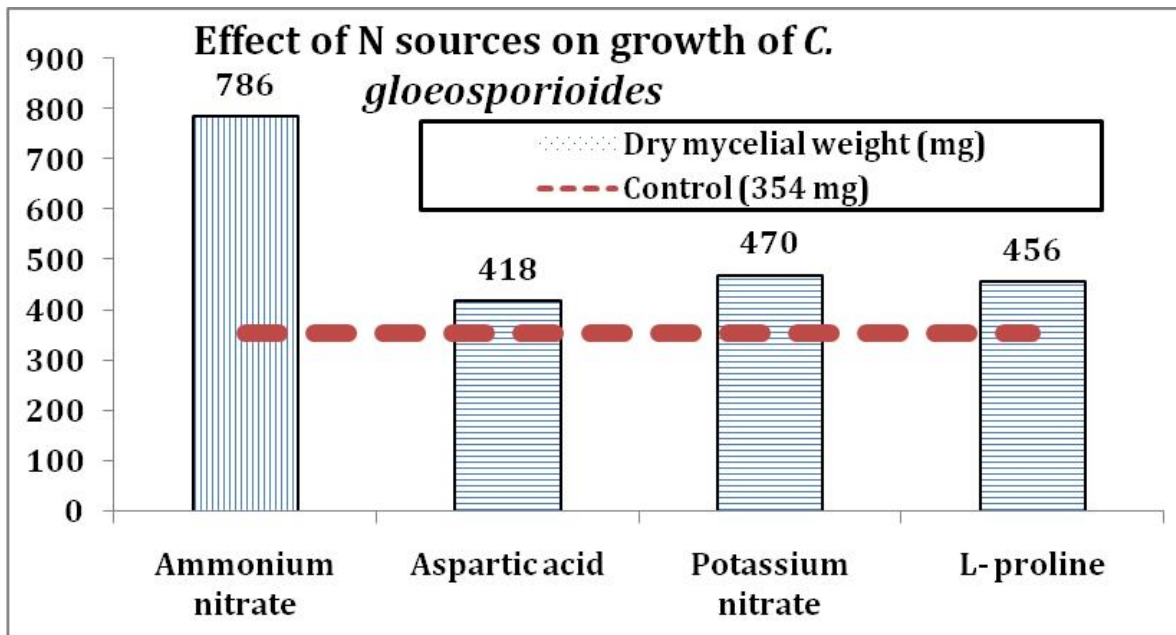 Effect of N sources on growth of C.
gloeosporioides
900
800
700
600
500
400
300
200
100
0
786
418
470
456
Dry mycelial weight (mg)
Control (354 mg)
Ammonium
nitrate
Aspartic acid
Potassium
nitrate
L- proline